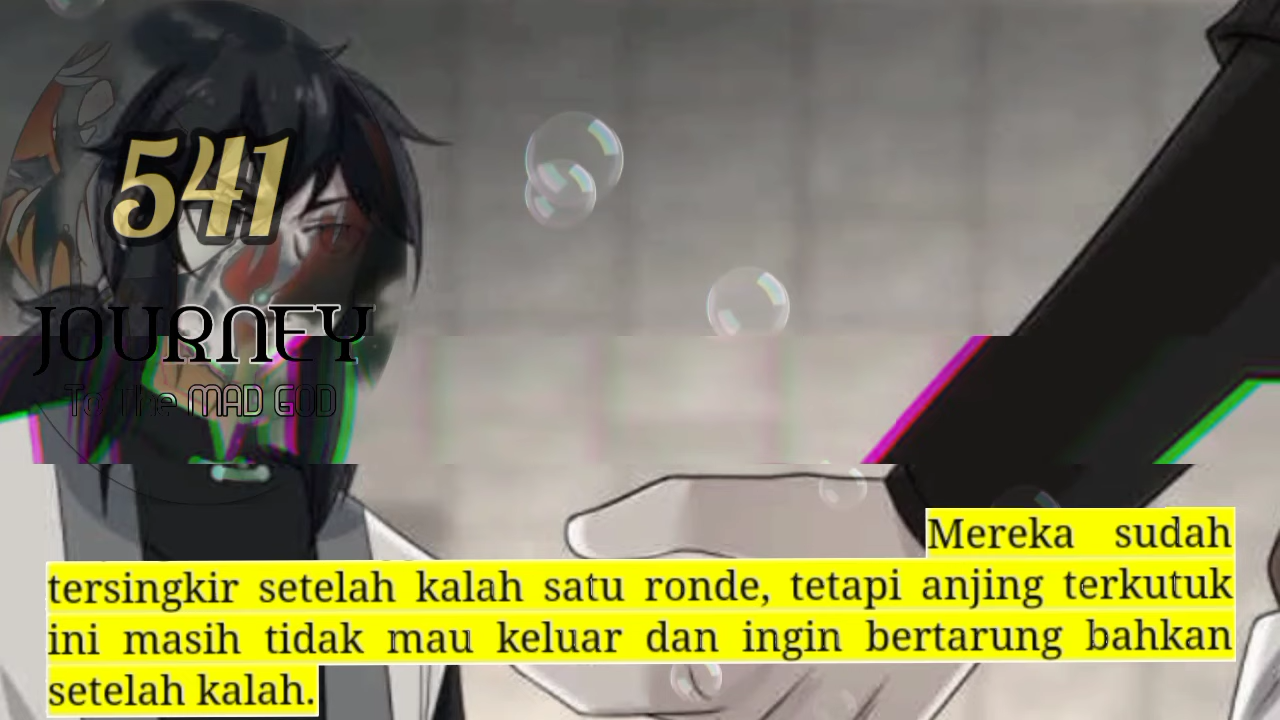 541
JOURNEY
To The MAD GOD
Mereka sudah
tersingkir setelah kalah satu ronde, tetapi anjing terkutuk
ini masih tidak mau keluar dan ingin bertarung bahkan
setelah kalah.